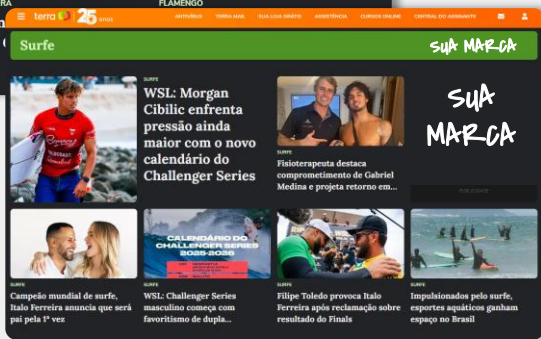 RA
FLAMENGO
terra 25 anos
ANTIVÍRUS TERRA MAIL SUA LOJA GRÁTIS ASSISTÊNCIA CURSOS ONLINE CENTRAL DO ASSINANTE
Surfe
SUA MARCA
SURFE
WSL: Morgan
Cibilic enfrenta
pressão ainda
maior com o novo
calendário do
Challenger Series
SURFE
Fisioterapeuta destaca
comprometimento de Gabriel
Medina e projeta retorno em...
SUA
MARCA
PUBLICIDADE
SURFE
Campeão mundial de surfe,
Italo Ferreira anuncia que será
pai pela 1ª vez
CALENDÁRIO DO
CHALLENGER SERIES
2025-2026
SURFE
WSL: Challenger Series
masculino começa com
favoritismo de dupla...
SURFE
Filipe Toledo provoca Italo
Ferreira após reclamação sobre
resultado do Finals
SURFE
Impulsionados pelo surfe,
esportes aquáticos ganham
espaço no Brasil